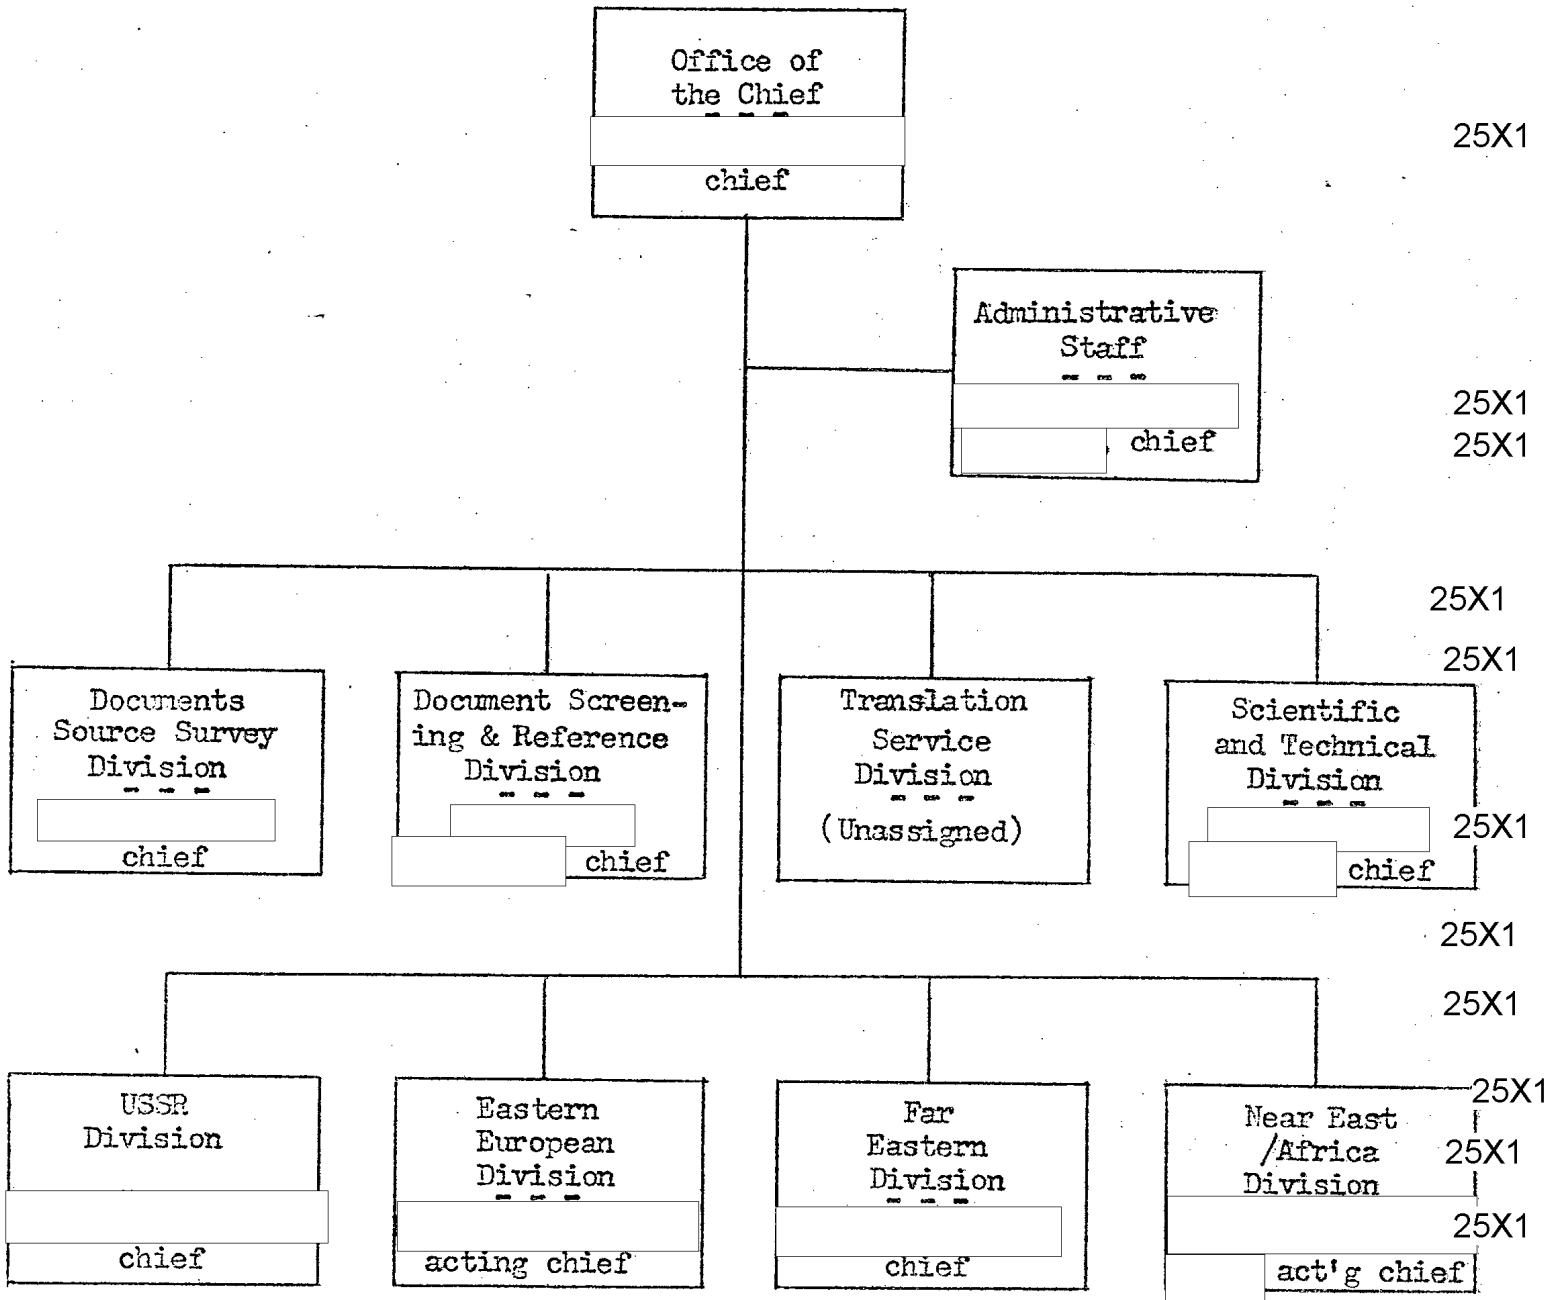 Office of
the Chief
- - -
chief
25X1
Administrative
Staff
- - -
chief
25X1
25X1
25X1
25X1
Documents
Source Survey
Division
- - -
chief
Document Screen-
ing & Reference
Division
- - -
chief
Translation
Service
Division
- - -
(Unassigned)
Scientific
and Technical
Division
- - -
chief
25X1
25X1
25X1
USSR
Division
chief
Eastern
European
Division
- - -
acting chief
Far
Eastern
Division
- - -
chief
Near East
/Africa
Division
act'g chief
25X1
25X1
25X1